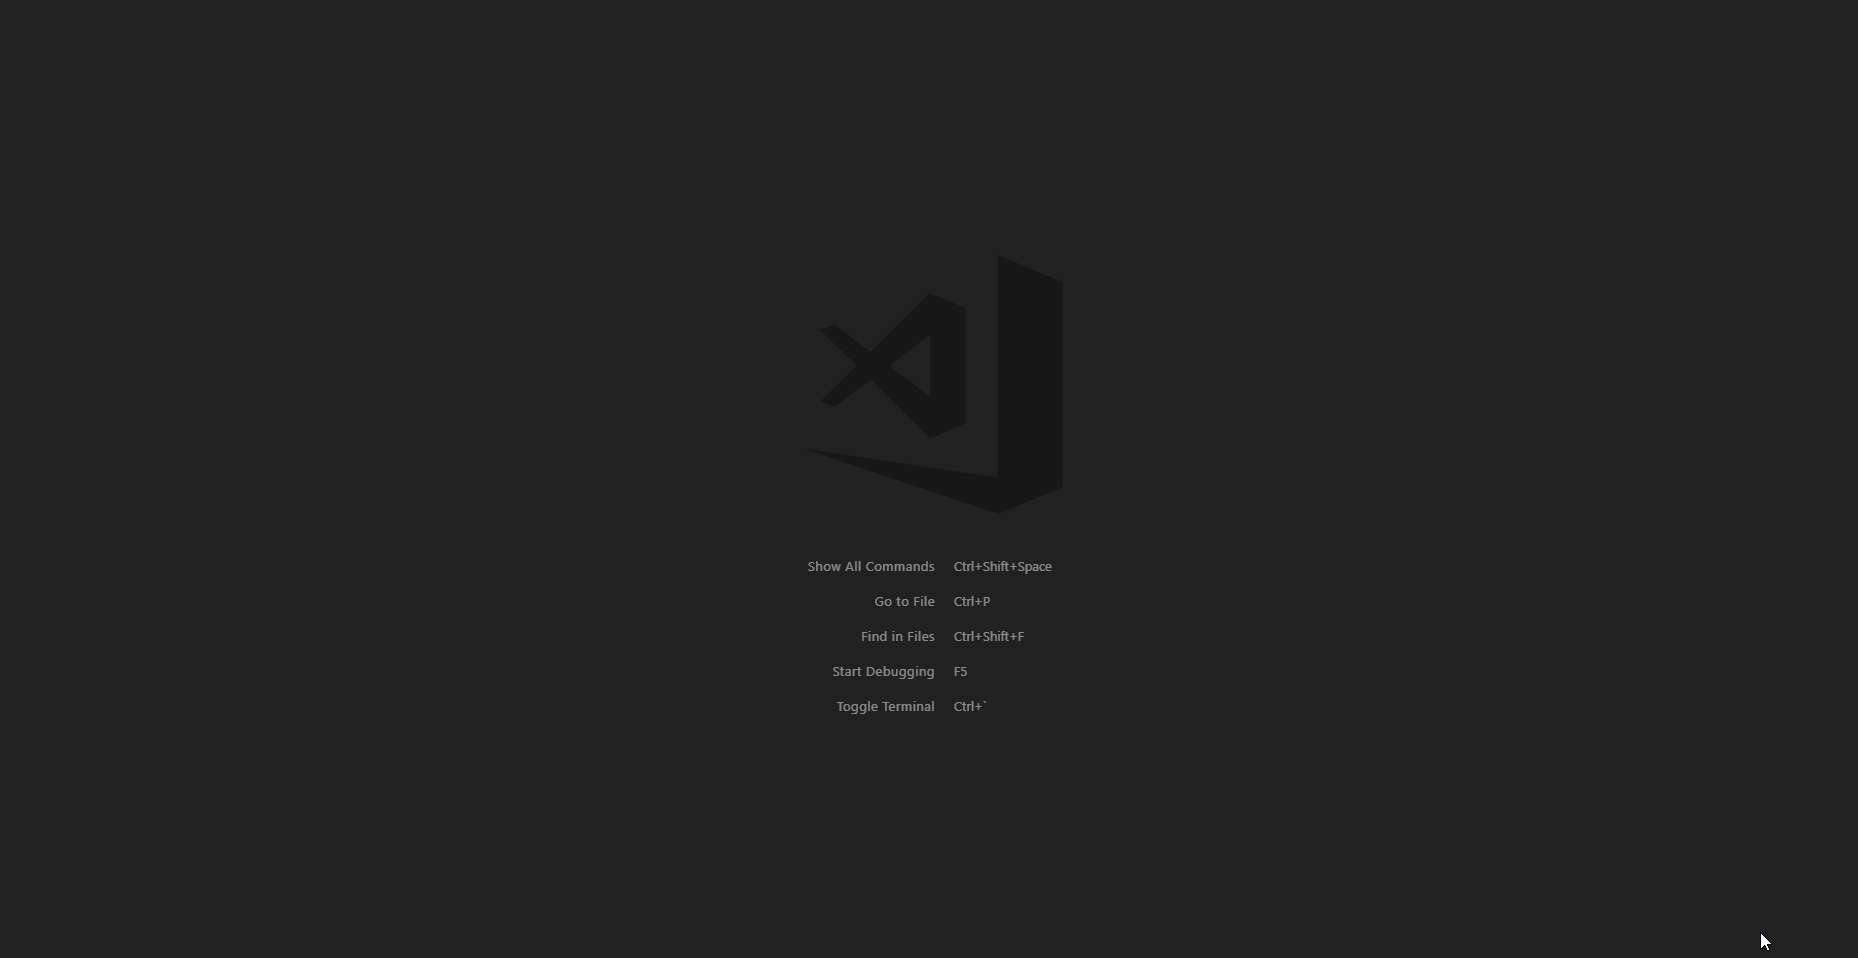 Show All Commands Ctrl+Shift+Space
Go to File Ctrl+P
Find in Files Ctrl+Shift+F
Start Debugging F5
Toggle Terminal Ctrl+`